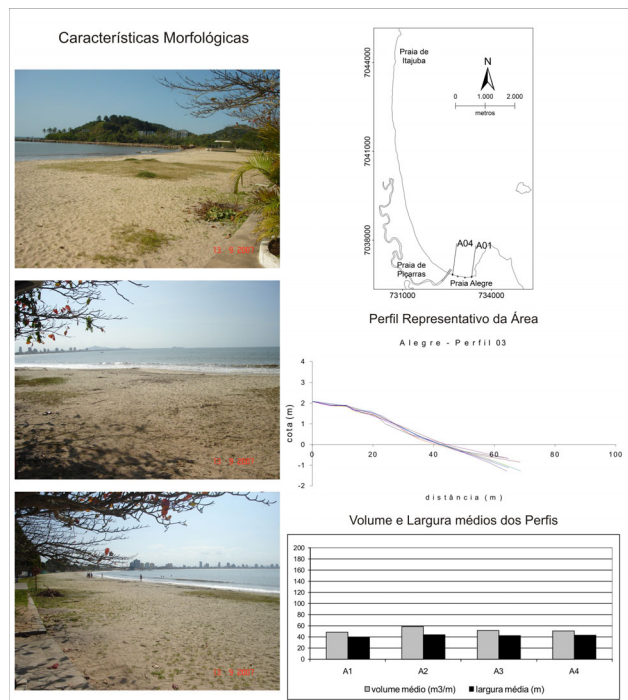 Características Morfológicas
Praia de
Itajuba
N
0 1.000 2.000
metros
7044000
7041000
7038000
A04
A01
Praia de
Piçarras
Praia Alegre
731000 734000
Perfil Representativo da Área
Alegre - Perfil 03
cota (m)
4
3
2
1
0
-1
-2
0 20 40 60 80 100
distância (m)
Volume e Largura médios dos Perfis
200
180
160
140
120
100
80
60
40
20
0
A1 A2 A3 A4
volume médio (m3/m) largura média (m)